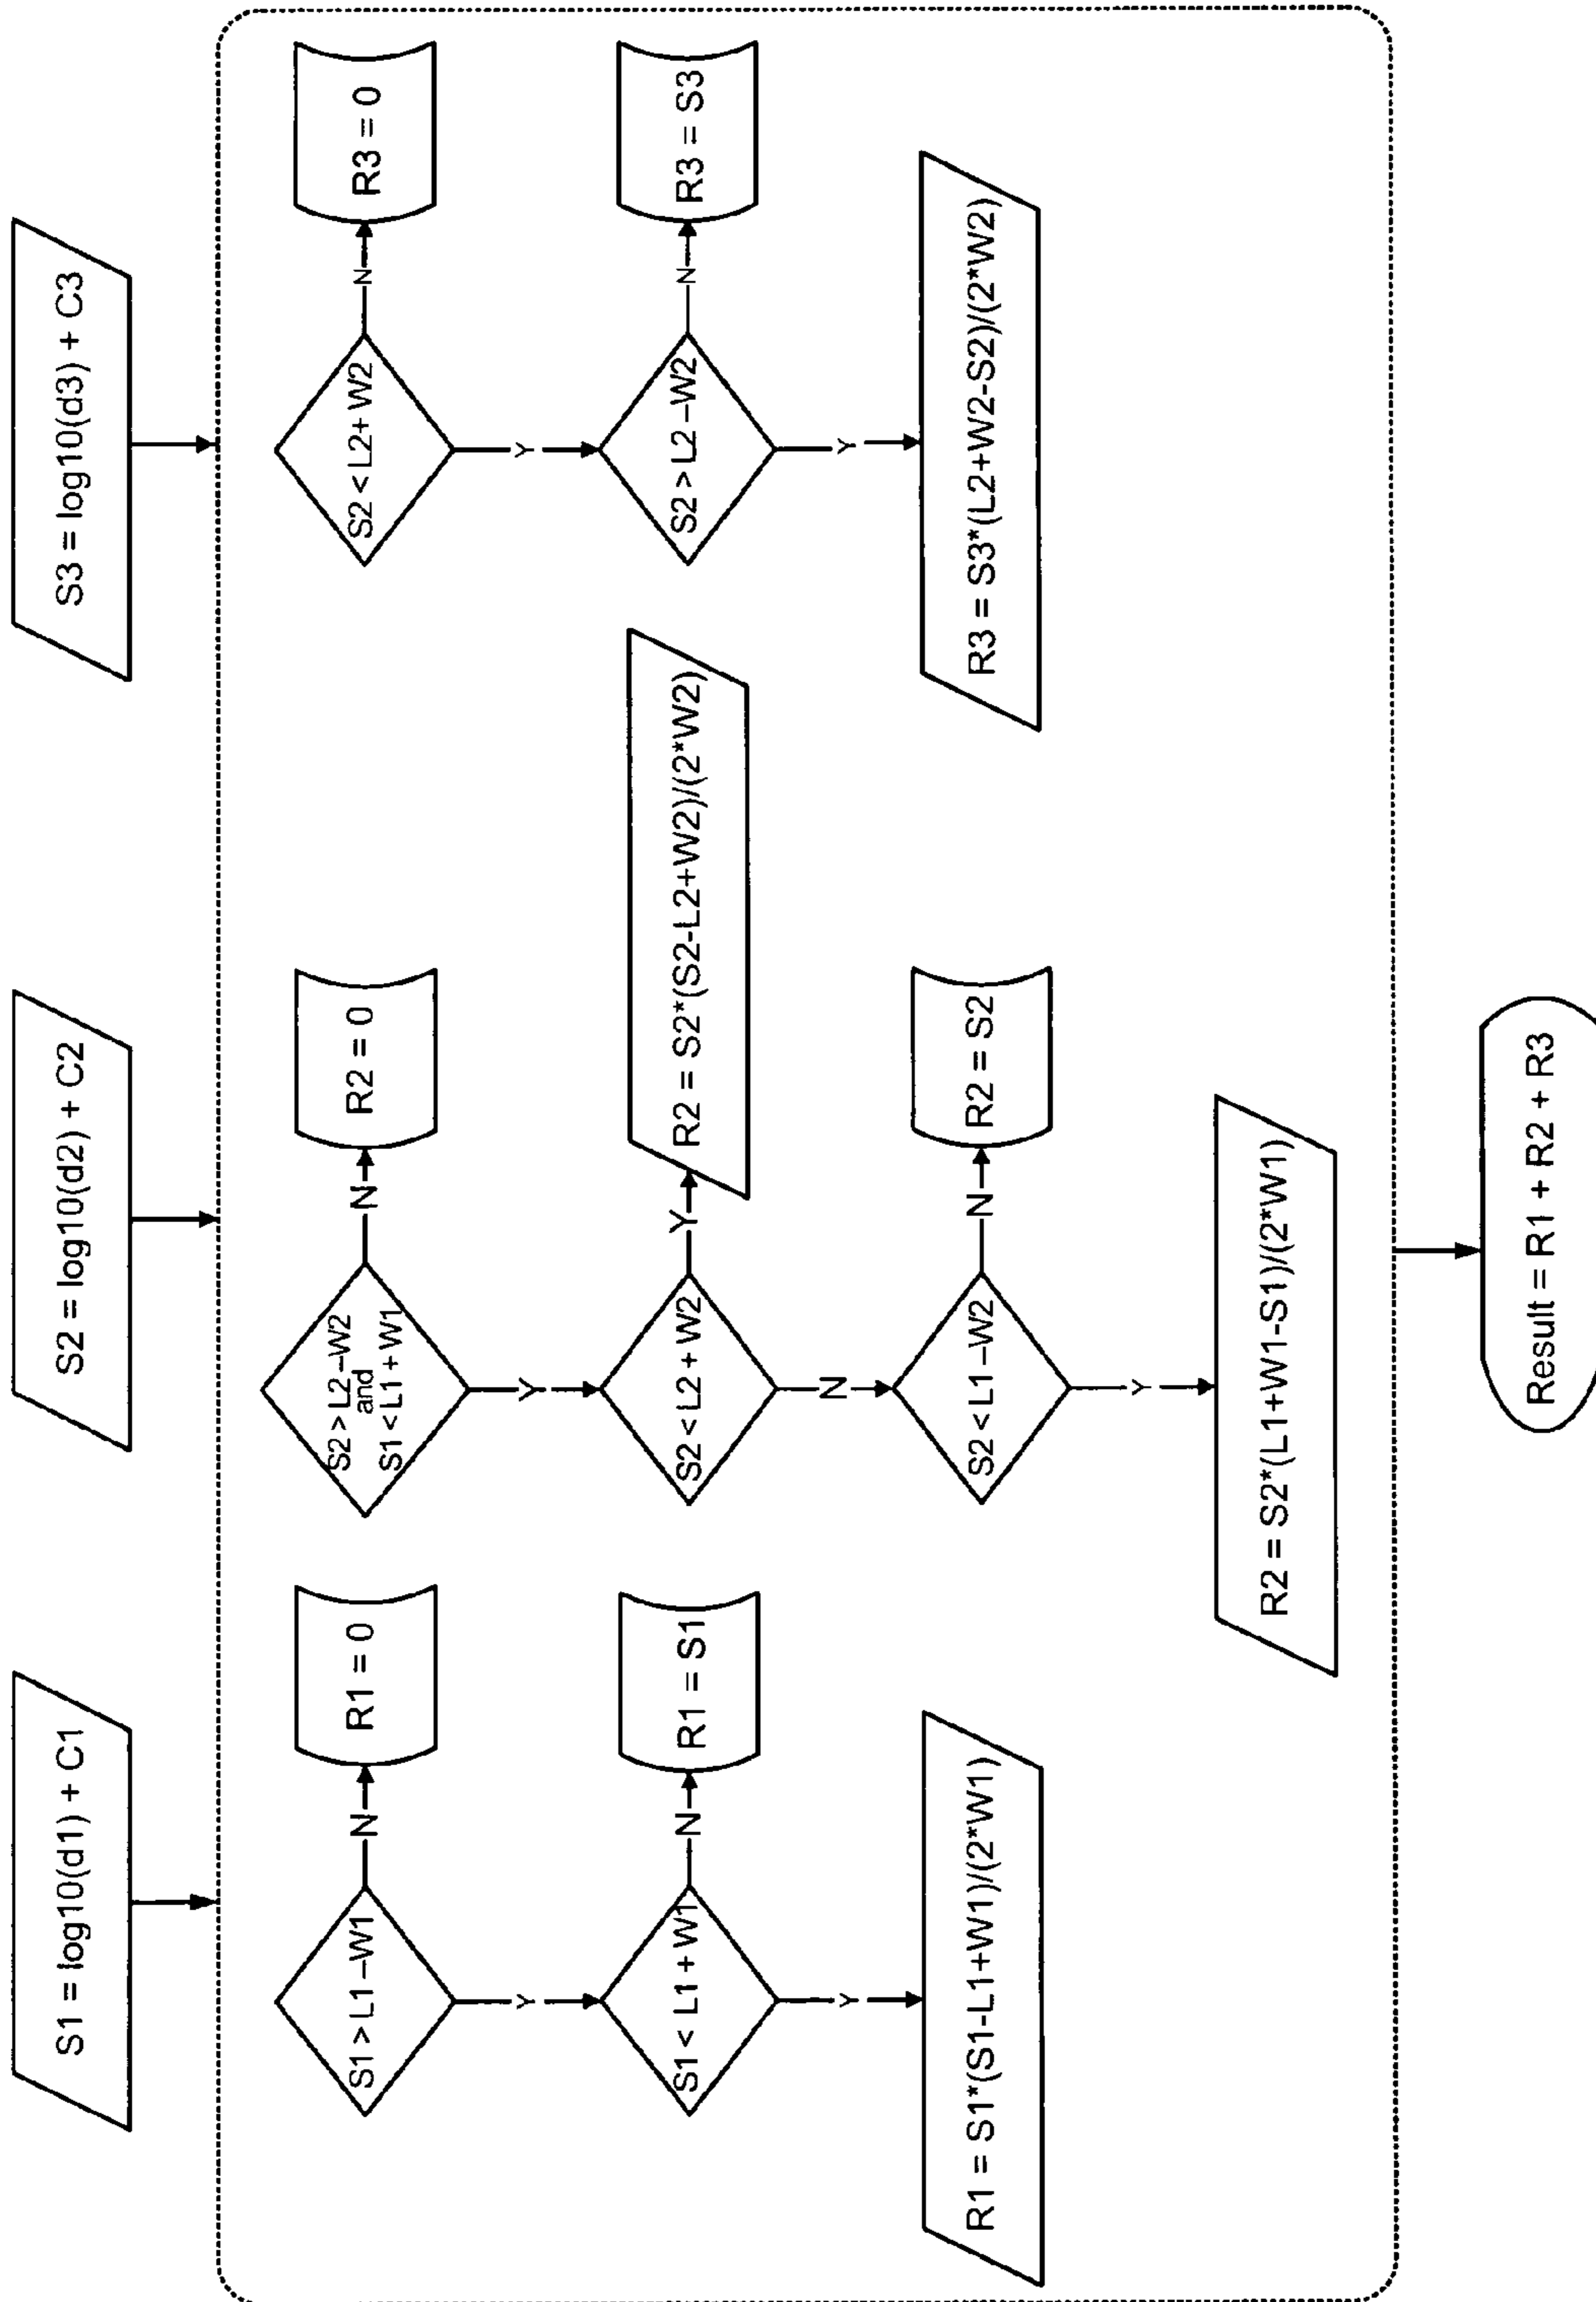 S1 = log10(d1) + C1
S1 > L1 –W1
N
R1 = 0
Y
S1 < L1 + W1
N
R1 = S1
Y
R1 = S1*(S1-L1+W1)/(2*W1)
S2 = log10(d2) + C2
S2 > L2 –W2
and
S1 < L1 + W1
N
R2 = 0
Y
S2 < L2 + W2
Y
R2 = S2*(S2-L2+W2)/(2*W2)
N
S2 < L1 –W2
N
R2 = S2
Y
R2 = S2*(L1+W1-S1)/(2*W1)
S3 = log10(d3) + C3
S2 < L2+ W2
N
R3 = 0
Y
S2 > L2 –W2
N
R3 = S3
Y
R3 = S3*(L2+W2-S2)/(2*W2)
Result = R1 + R2 + R3